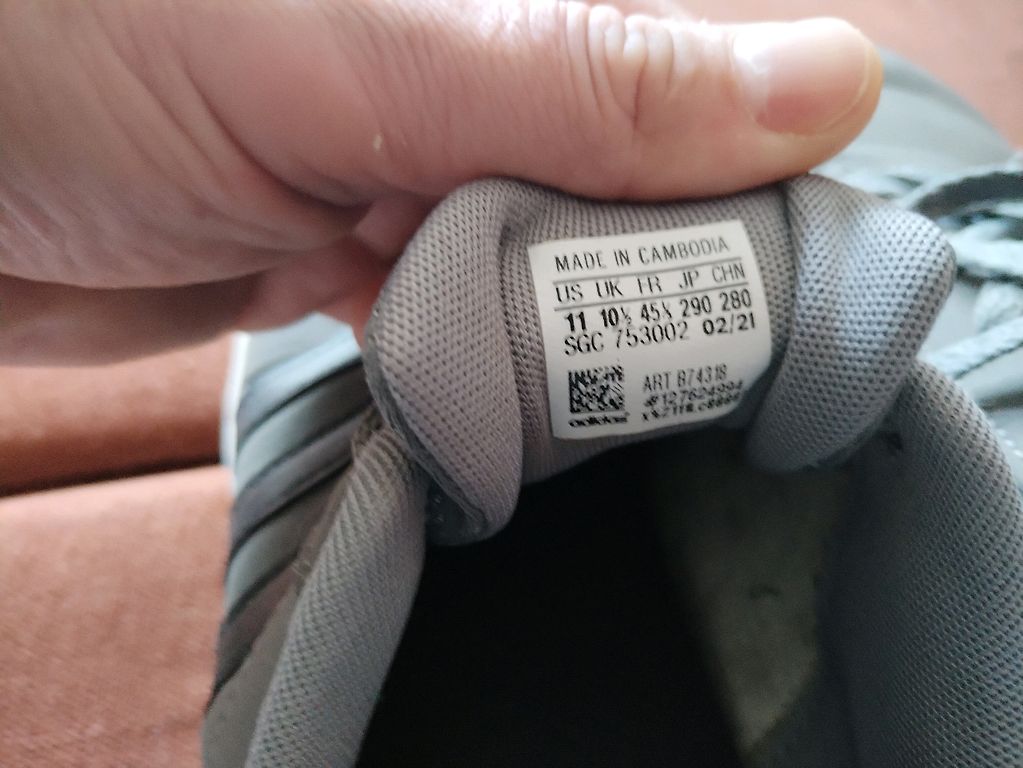 MADE IN CAMBODIA
US UK FR JP CHN
11 10½ 45⅓ 290 280
SGC 753002 02/21
ART B74318
adidas